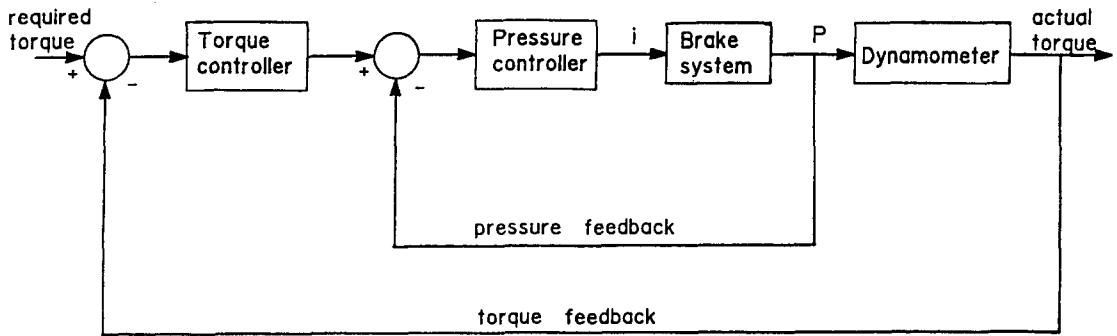 required
torque
+
-
Torque
controller
+
-
Pressure
controller
i
Brake
system
P
Dynamometer
actual
torque
pressure feedback
torque feedback